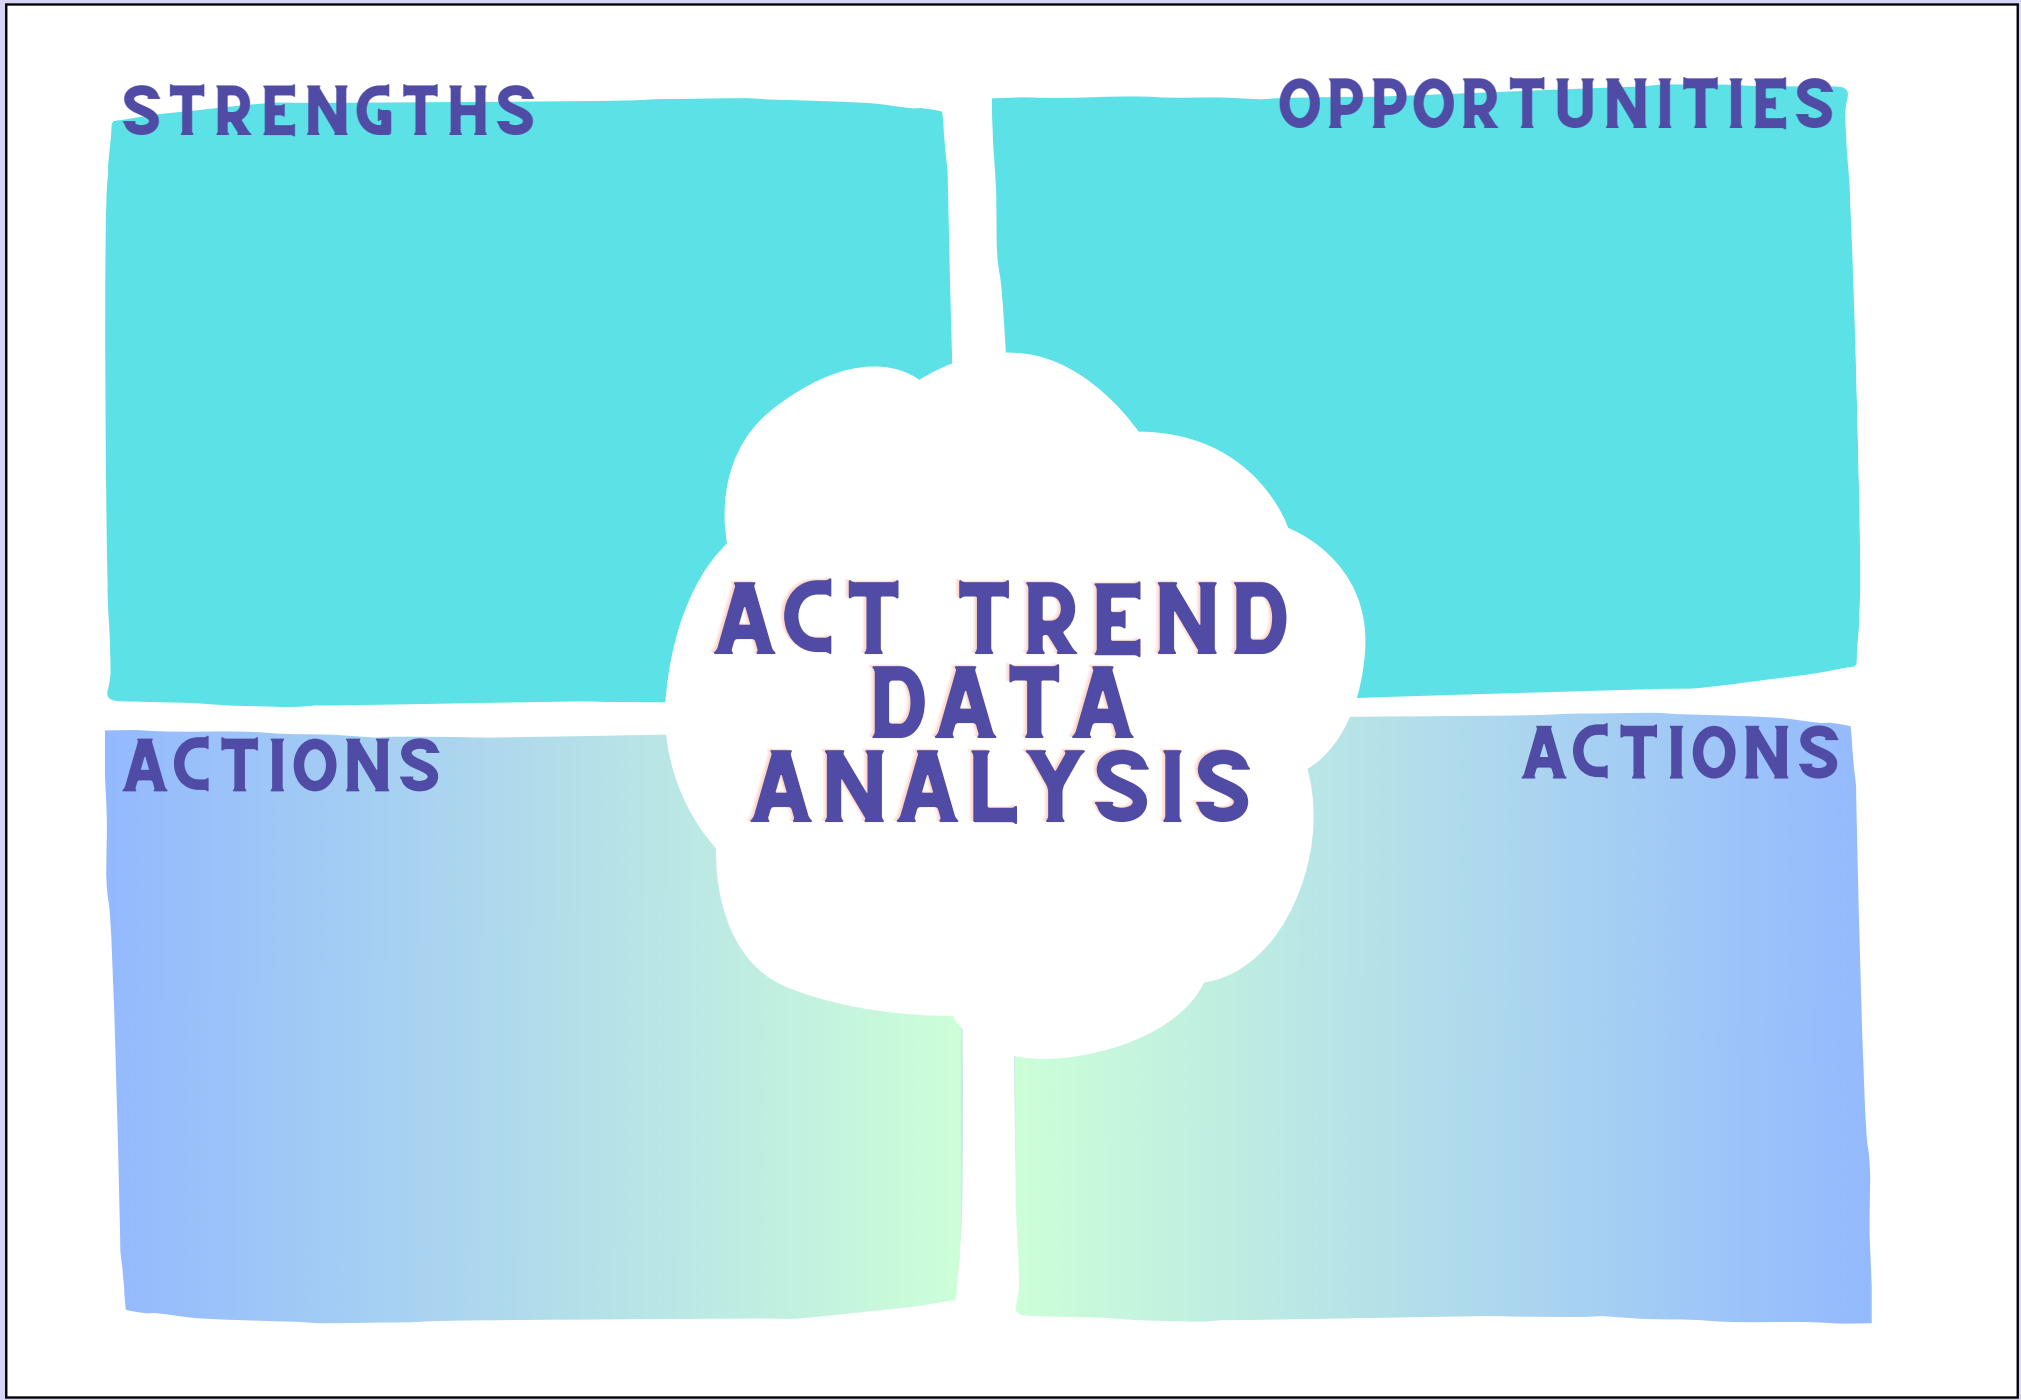 STRENGTHS
OPPORTUNITIES
ACT TREND
DATA
ANALYSIS
ACTIONS
ACTIONS